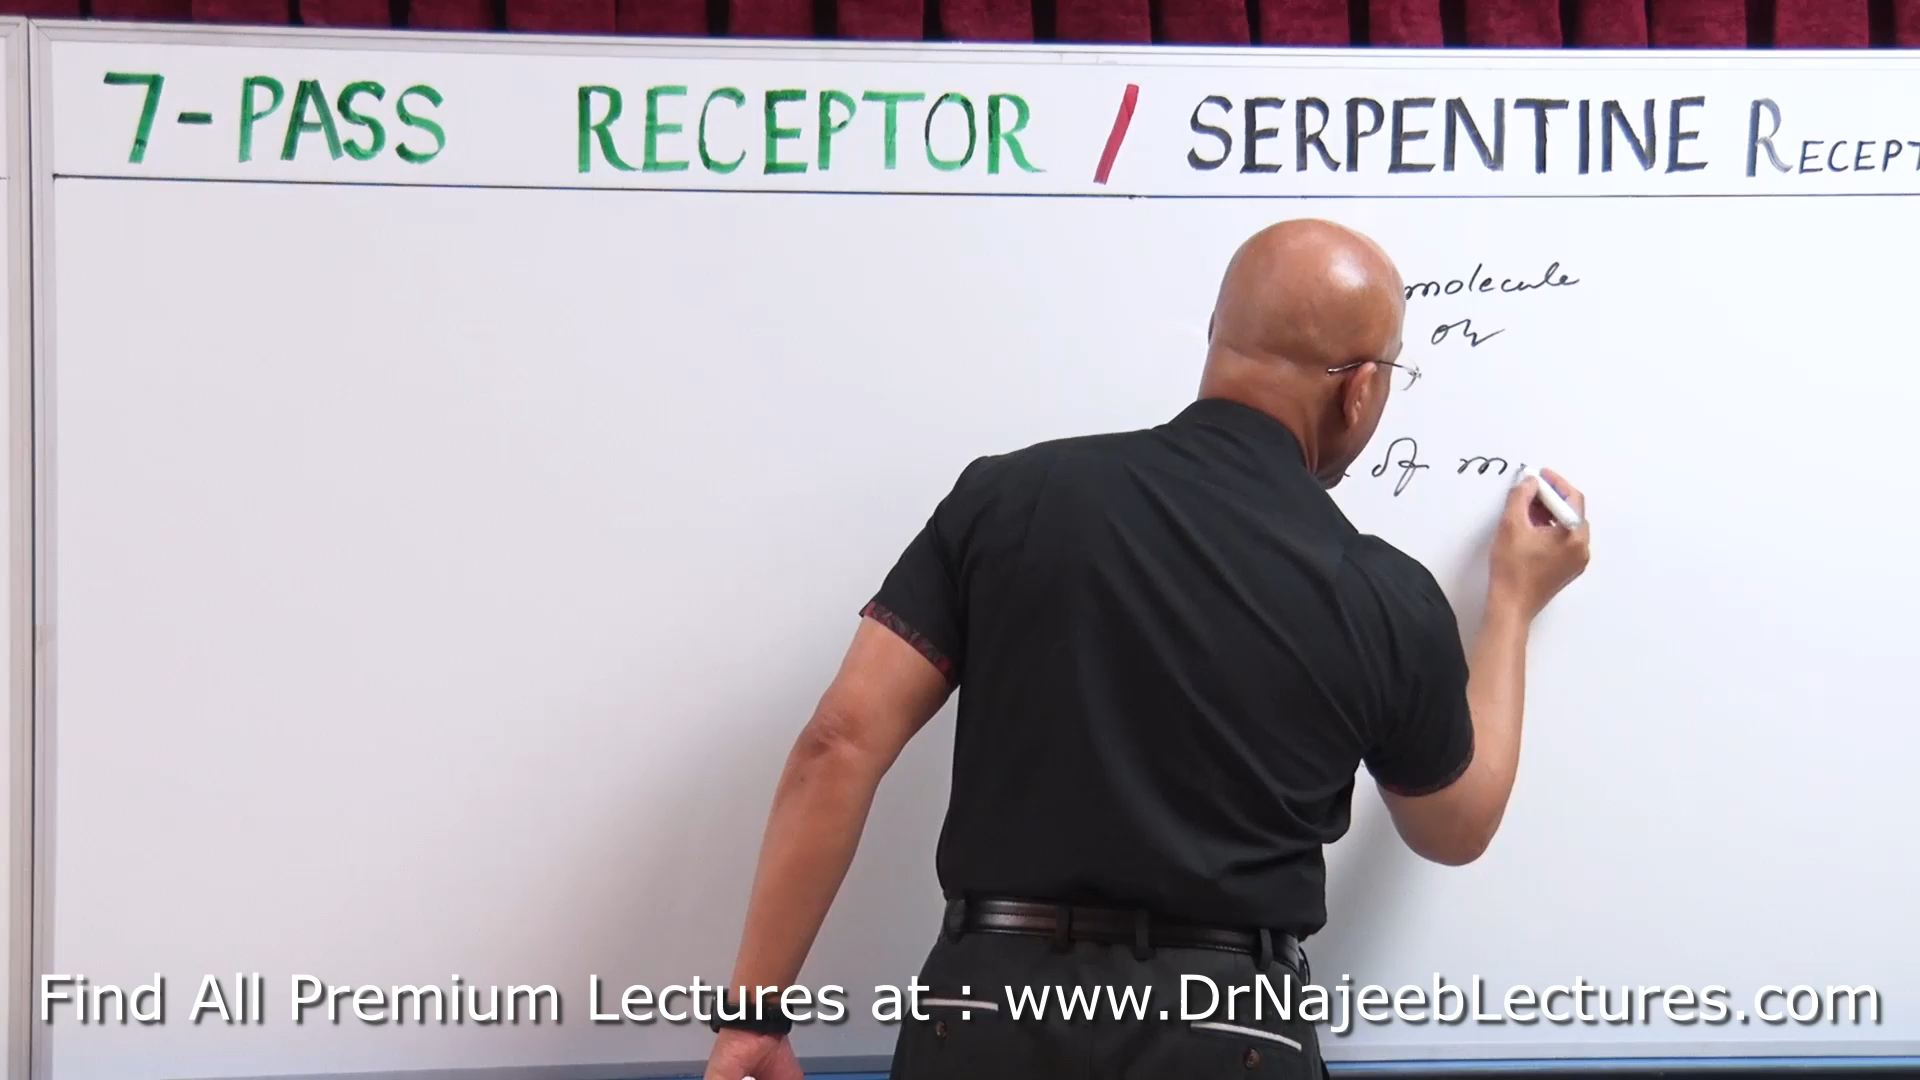 7-PASS RECEPTOR / SERPENTINE RECEPT
molecule
or
of m
Find All Premium Lectures at : www.DrNajeebLectures.com